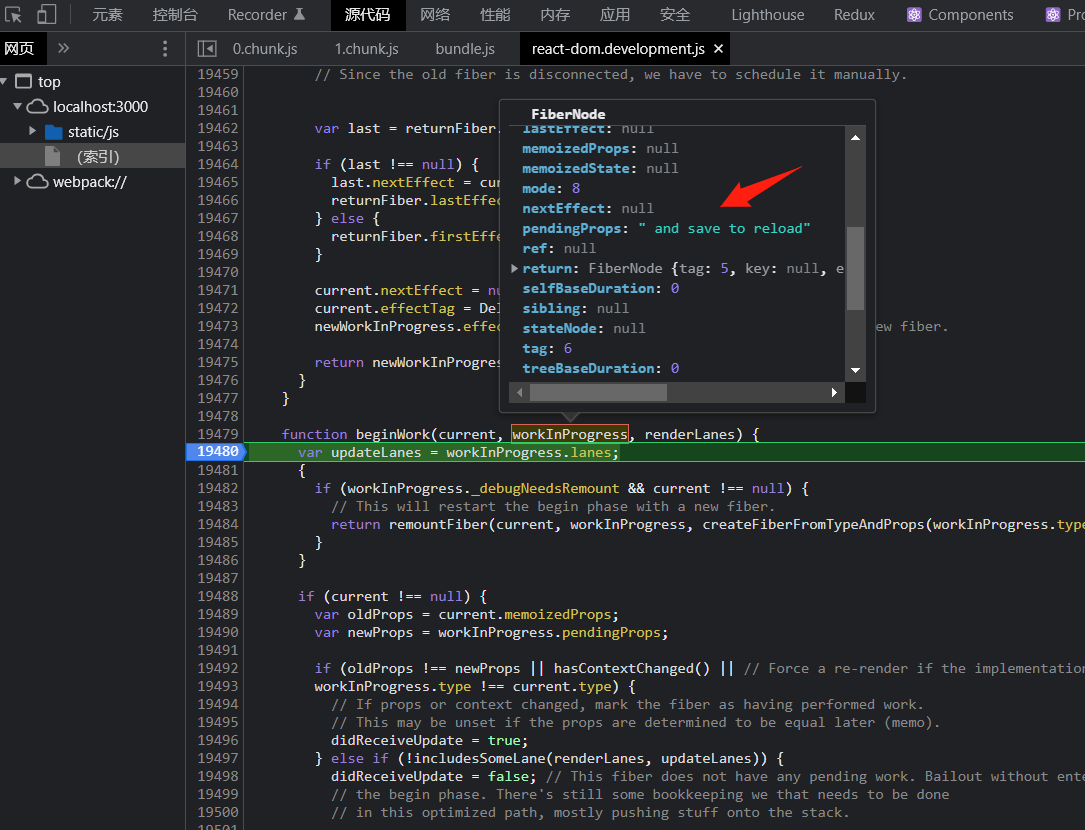 元素 控制台 Recorder 源代码 网络 性能 内存 应用 安全 Lighthouse Redux Components Pro
网页 » 0.chunk.js 1.chunk.js bundle.js react-dom.development.js ×
top
localhost:3000
static/js
(索引)
webpack://
19459 // Since the old fiber is disconnected, we have to schedule it manually.
19460
19461
19462 var last = returnFiber.
19463
19464 if (last !== null) {
19465 last.nextEffect = cur
19466 returnFiber.lastEffec
19467 } else {
19468 returnFiber.firstEffe
19469 }
19470
19471 current.nextEffect = nu
19472 current.effectTag = Del
19473 newWorkInProgress.effec ew fiber.
19474
19475 return newWorkInProgres
19476 }
19477 }
19478
19479 function beginWork(current, workInProgress, renderLanes) {
19480 var updateLanes = workInProgress.lanes;
19481 {
19482 if (workInProgress._debugNeedsRemount && current !== null) {
19483 // This will restart the begin phase with a new fiber.
19484 return remountFiber(current, workInProgress, createFiberFromTypeAndProps(workInProgress.type
19485 }
19486 }
19487
19488 if (current !== null) {
19489 var oldProps = current.memoizedProps;
19490 var newProps = workInProgress.pendingProps;
19491
19492 if (oldProps !== newProps || hasContextChanged() || // Force a re-render if the implementation
19493 workInProgress.type !== current.type) {
19494 // If props or context changed, mark the fiber as having performed work.
19495 // This may be unset if the props are determined to be equal later (memo).
19496 didReceiveUpdate = true;
19497 } else if (!includesSomeLane(renderLanes, updateLanes)) {
19498 didReceiveUpdate = false; // This fiber does not have any pending work. Bailout without ente
19499 // the begin phase. There's still some bookkeeping we that needs to be done
19500 // in this optimized path, mostly pushing stuff onto the stack.
19501
FiberNode
lastEffect: null
memoizedProps: null
memoizedState: null
mode: 8
nextEffect: null
pendingProps: " and save to reload"
ref: null
return: FiberNode {tag: 5, key: null, e
selfBaseDuration: 0
sibling: null
stateNode: null
tag: 6
treeBaseDuration: 0